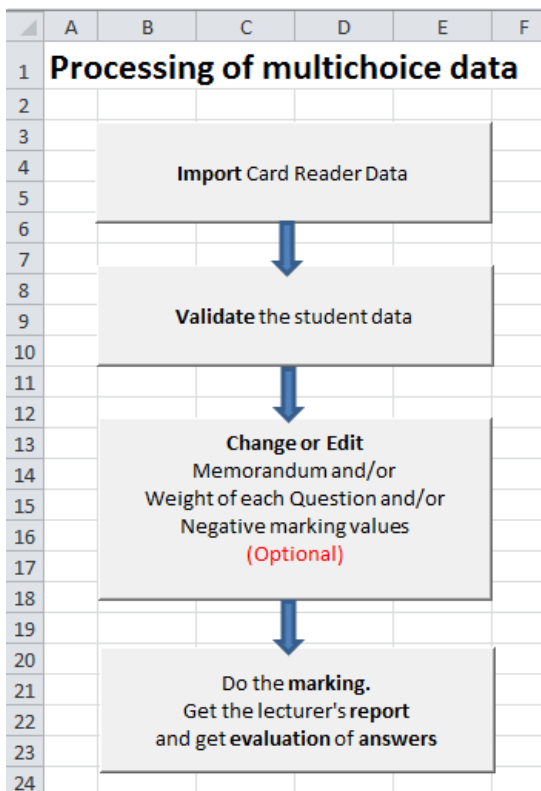 A B C D E F
1 Processing of multichoice data
2
3
4 Import Card Reader Data
5
6
7
8
9 Validate the student data
10
11
12
13 Change or Edit
14 Memorandum and/or
15 Weight of each Question and/or
16 Negative marking values
17 (Optional)
18
19
20
21 Do the marking.
22 Get the lecturer's report
23 and get evaluation of answers
24